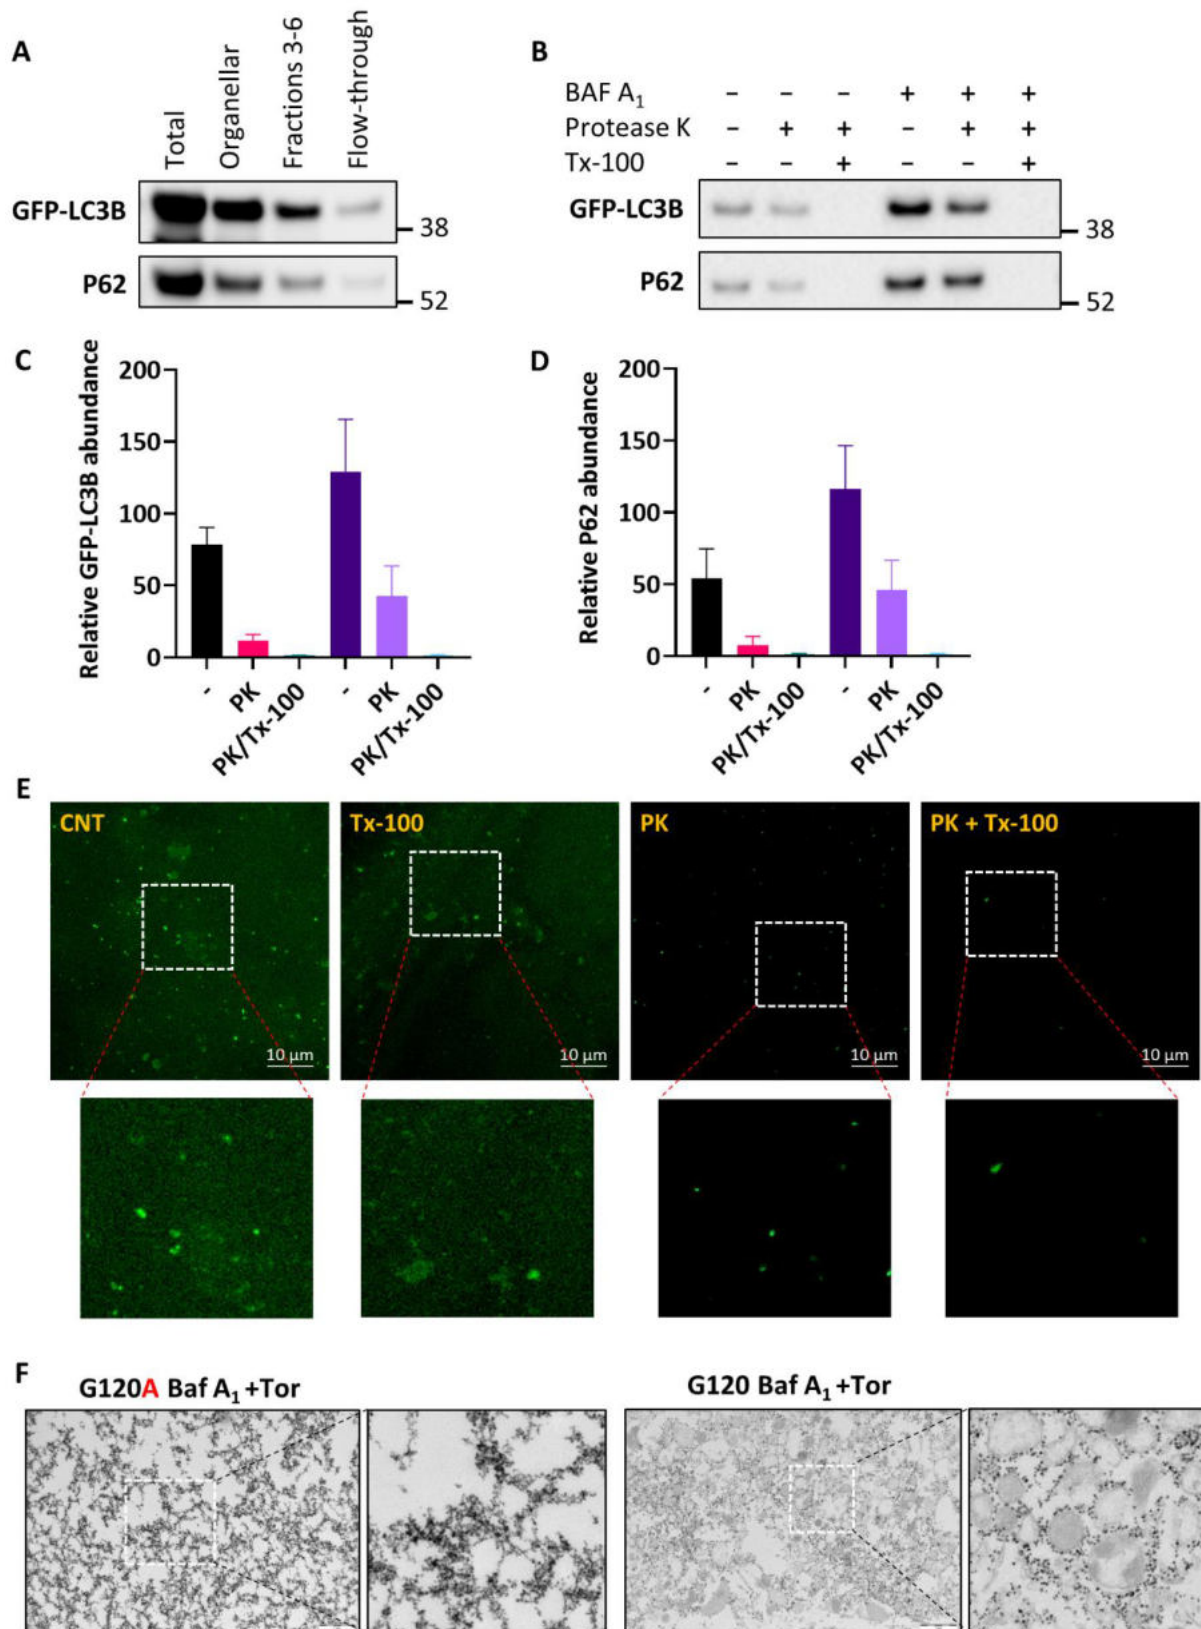 A
Total
Organellar
Fractions 3-6
Flow-through
GFP-LC3B
38
P62
52
B
BAF A₁ – – – + + +
Protease K – + + – + +
Tx-100 – – + – – +
GFP-LC3B
38
P62
52
C
Relative GFP-LC3B abundance
200
150
100
50
0
-
PK
PK/Tx-100
-
PK
PK/Tx-100
D
Relative P62 abundance
200
150
100
50
0
-
PK
PK/Tx-100
-
PK
PK/Tx-100
E
CNT
10 µm
Tx-100
10 µm
PK
10 µm
PK + Tx-100
10 µm
F
G120A Baf A₁ +Tor
G120 Baf A₁ +Tor